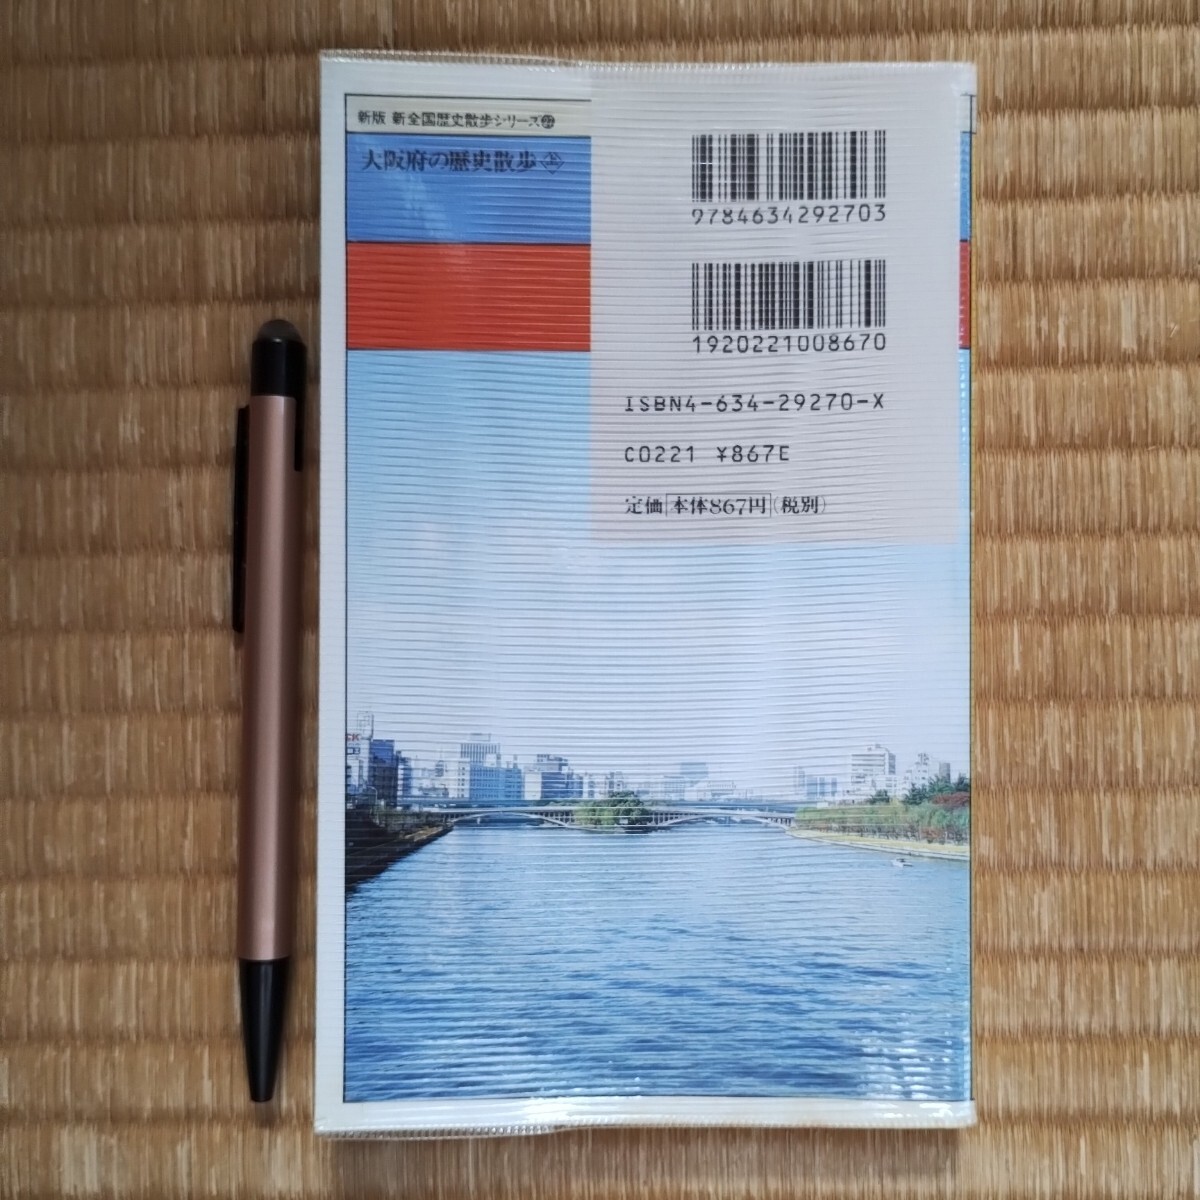 新版 新全国歴史散歩シリーズ27
大阪府の歴史散歩 上
9784634292703
1920221008670
ISBN4-634-29270-X
C0221 ¥867E
定価 本体867円(税別)